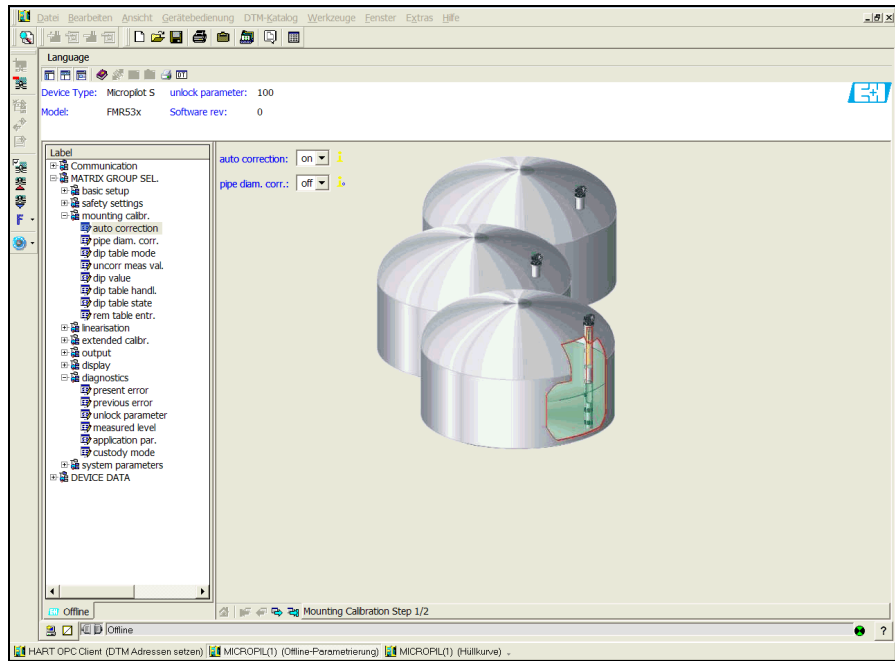 Datei Bearbeiten Ansicht Gerätebedienung DTM-Katalog Werkzeuge Fenster Extras Hilfe
Language
Device Type: Micropilot S unlock parameter: 100
Model: FMR53x Software rev: 0
E+H
Label
Communication
MATRIX GROUP SEL.
basic setup
safety settings
mounting calibr.
auto correction
pipe diam. corr.
dip table mode
uncorr meas val.
dip value
dip table handl.
dip table state
rem table entr.
linearisation
extended calibr.
output
display
diagnostics
present error
previous error
unlock parameter
measured level
application par.
custody mode
system parameters
DEVICE DATA
auto correction: on
pipe diam. corr.: off
Offline
Mounting Calibration Step 1/2
Offline
HART OPC Client (DTM Adressen setzen) MICROPIL(1) (Offline-Parametrierung) MICROPIL(1) (Hüllkurve)